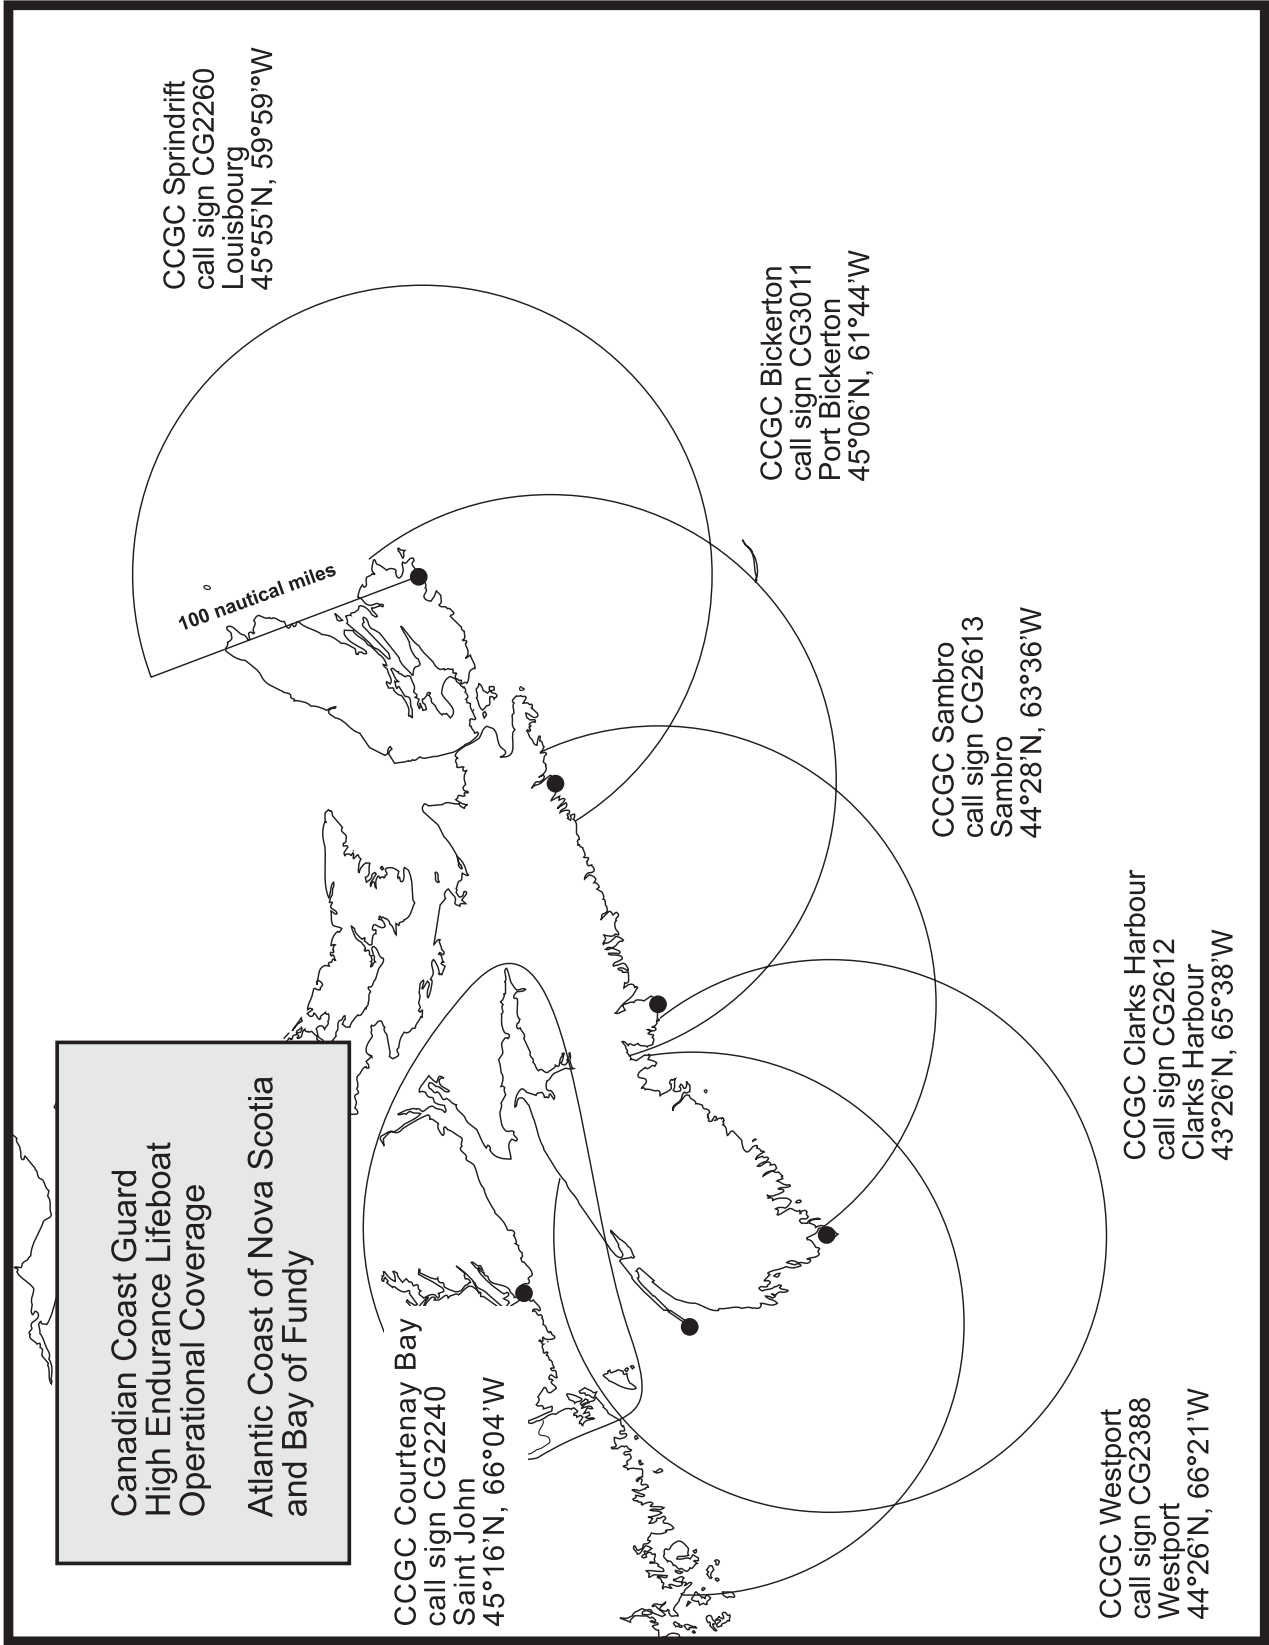 Canadian Coast Guard
High Endurance Lifeboat
Operational Coverage
Atlantic Coast of Nova Scotia
and Bay of Fundy
CCGC Sprindrift
call sign CG2260
Louisbourg
45°55'N, 59°59'°W
100 nautical miles
CCGC Bickerton
call sign CG3011
Port Bickerton
45°06'N, 61°44'W
CCGC Sambro
call sign CG2613
Sambro
44°28'N, 63°36'W
CCGC Clarks Harbour
call sign CG2612
Clarks Harbour
43°26'N, 65°38'W
CCGC Courtenay Bay
call sign CG2240
Saint John
45°16'N, 66°04'W
CCGC Westport
call sign CG2388
Westport
44°26'N, 66°21'W